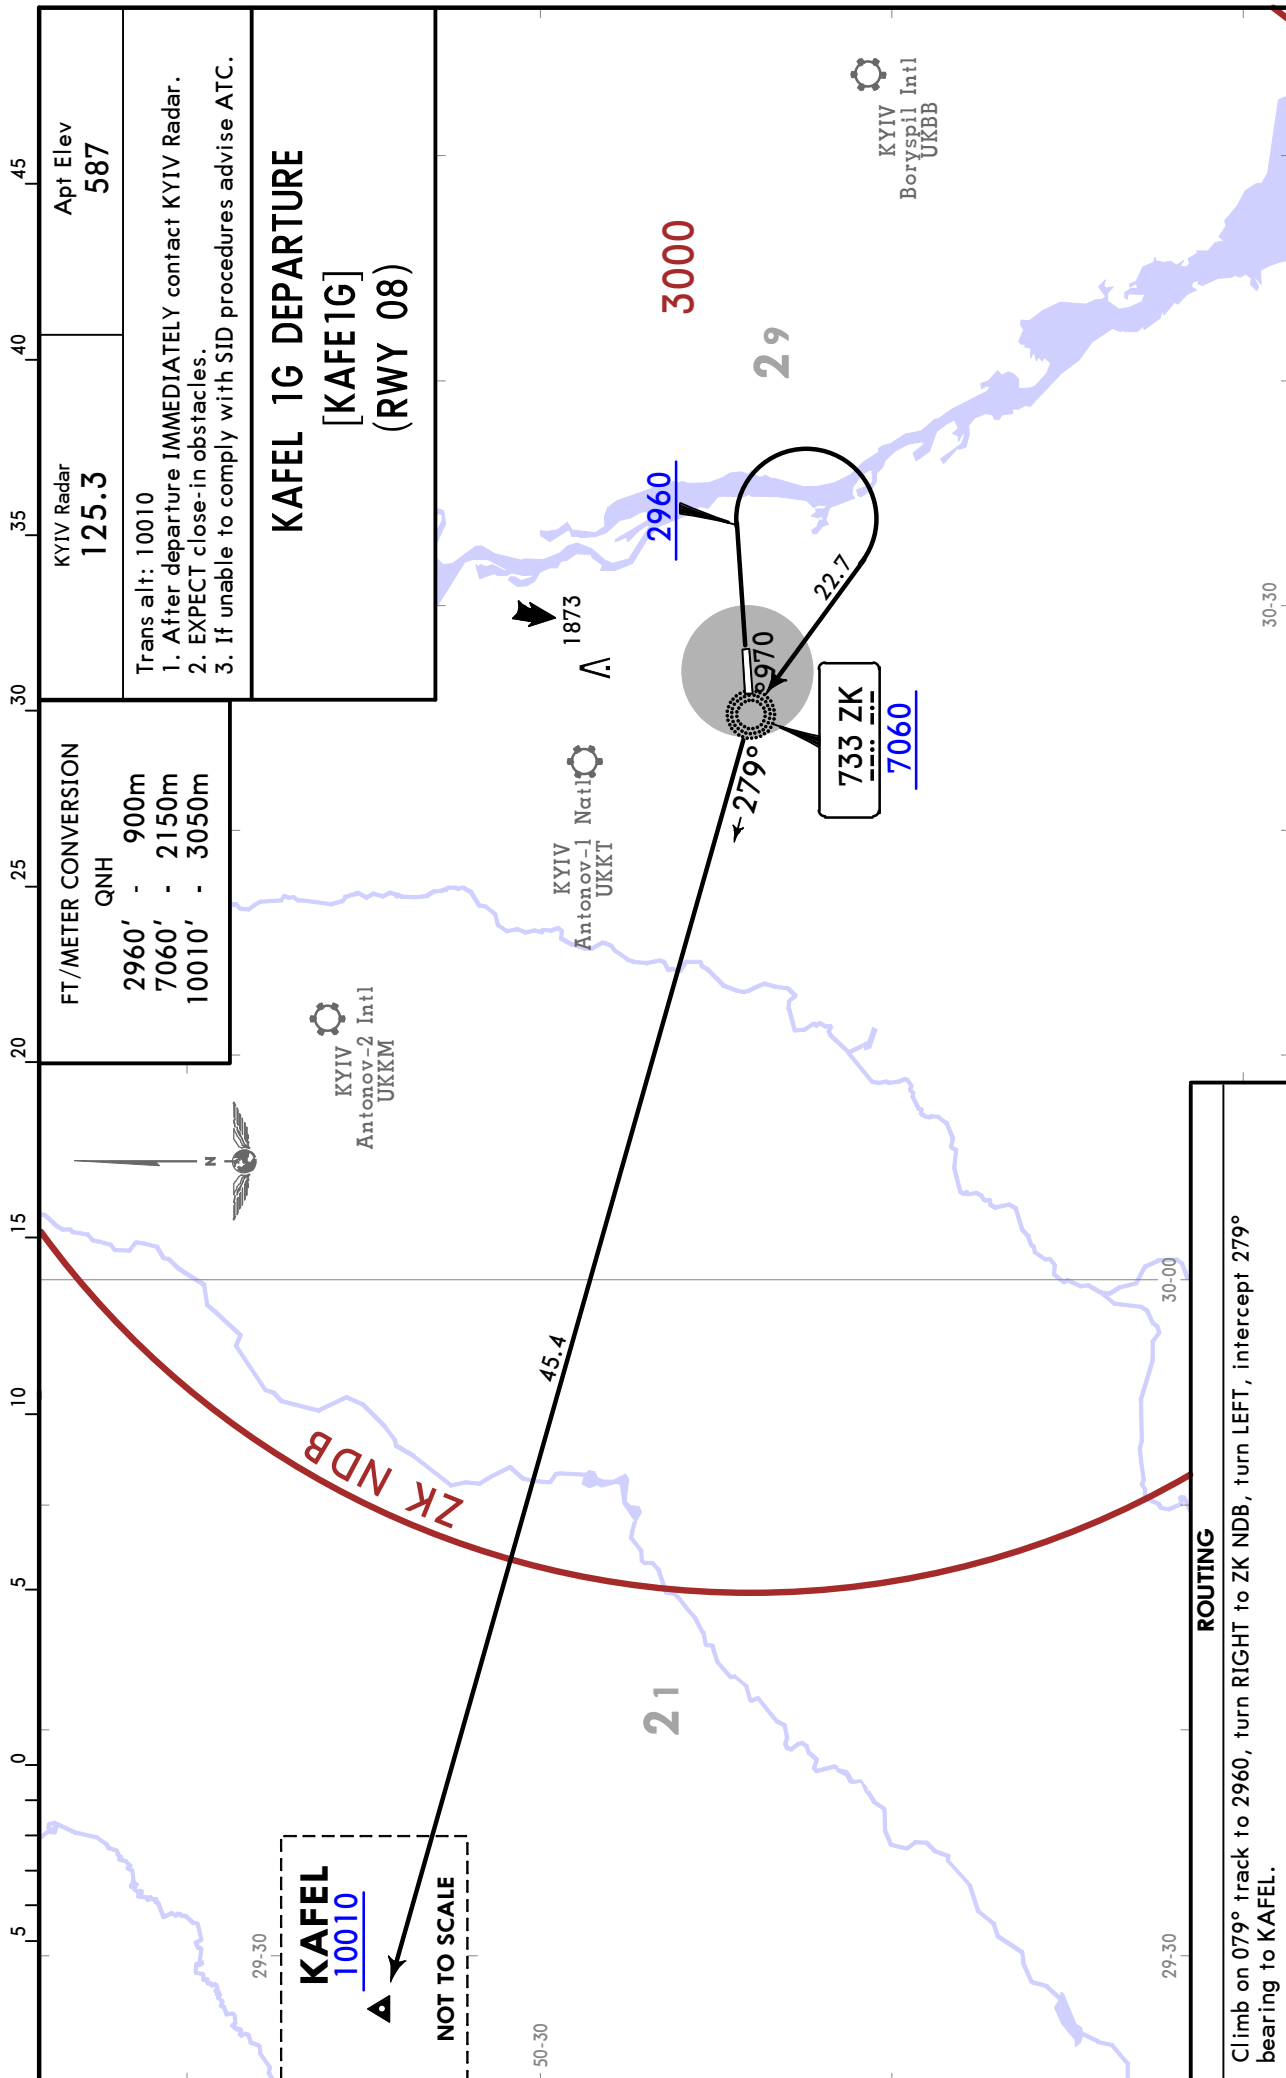 KYIV Radar
125.3
Apt Elev
587
Trans alt: 10010
1. After departure IMMEDIATELY contact KYIV Radar.
2. EXPECT close-in obstacles.
3. If unable to comply with SID procedures advise ATC.
KAFEL 1G DEPARTURE
[KAFE1G]
(RWY 08)
FT/METER CONVERSION
QNH
2960' - 900m
7060' - 2150m
10010' - 3050m
5
0
5
10
15
20
25
30
35
40
45
N
KYIV
Antonov-2 Intl
UKKM
KYIV
Antonov-1 Natl
UKKT
KYIV
Boryspil Intl
UKBB
29-30
KAFEL
10010
NOT TO SCALE
50-30
ZK NDB
45.4
1873
2960
3000
29
21
279°
°970
22.7
733 ZK
7060
29-30
30-00
30-30
ROUTING
Climb on 079° track to 2960, turn RIGHT to ZK NDB, turn LEFT, intercept 279°
bearing to KAFEL.